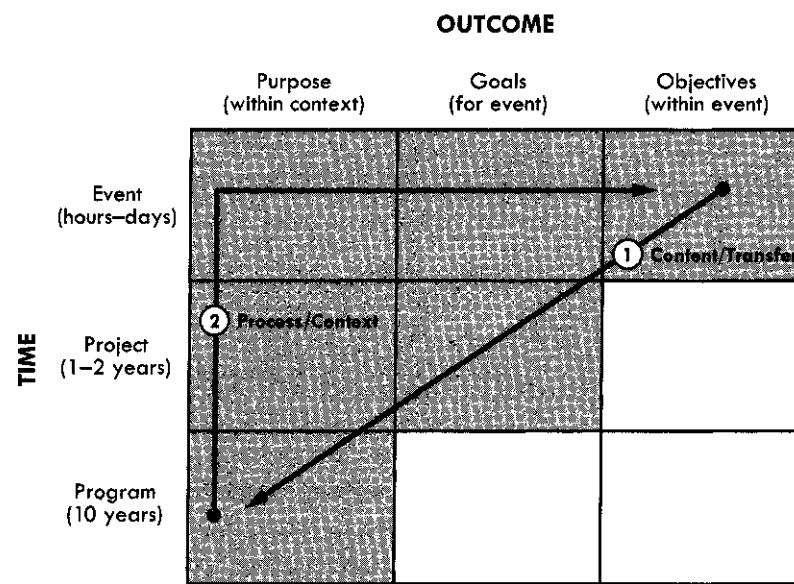 OUTCOME
Purpose
(within context)
Goals
(for event)
Objectives
(within event)
Event
(hours–days)
1 Content/Transfer
TIME
Project
(1–2 years)
2 Process/Context
Program
(10 years)